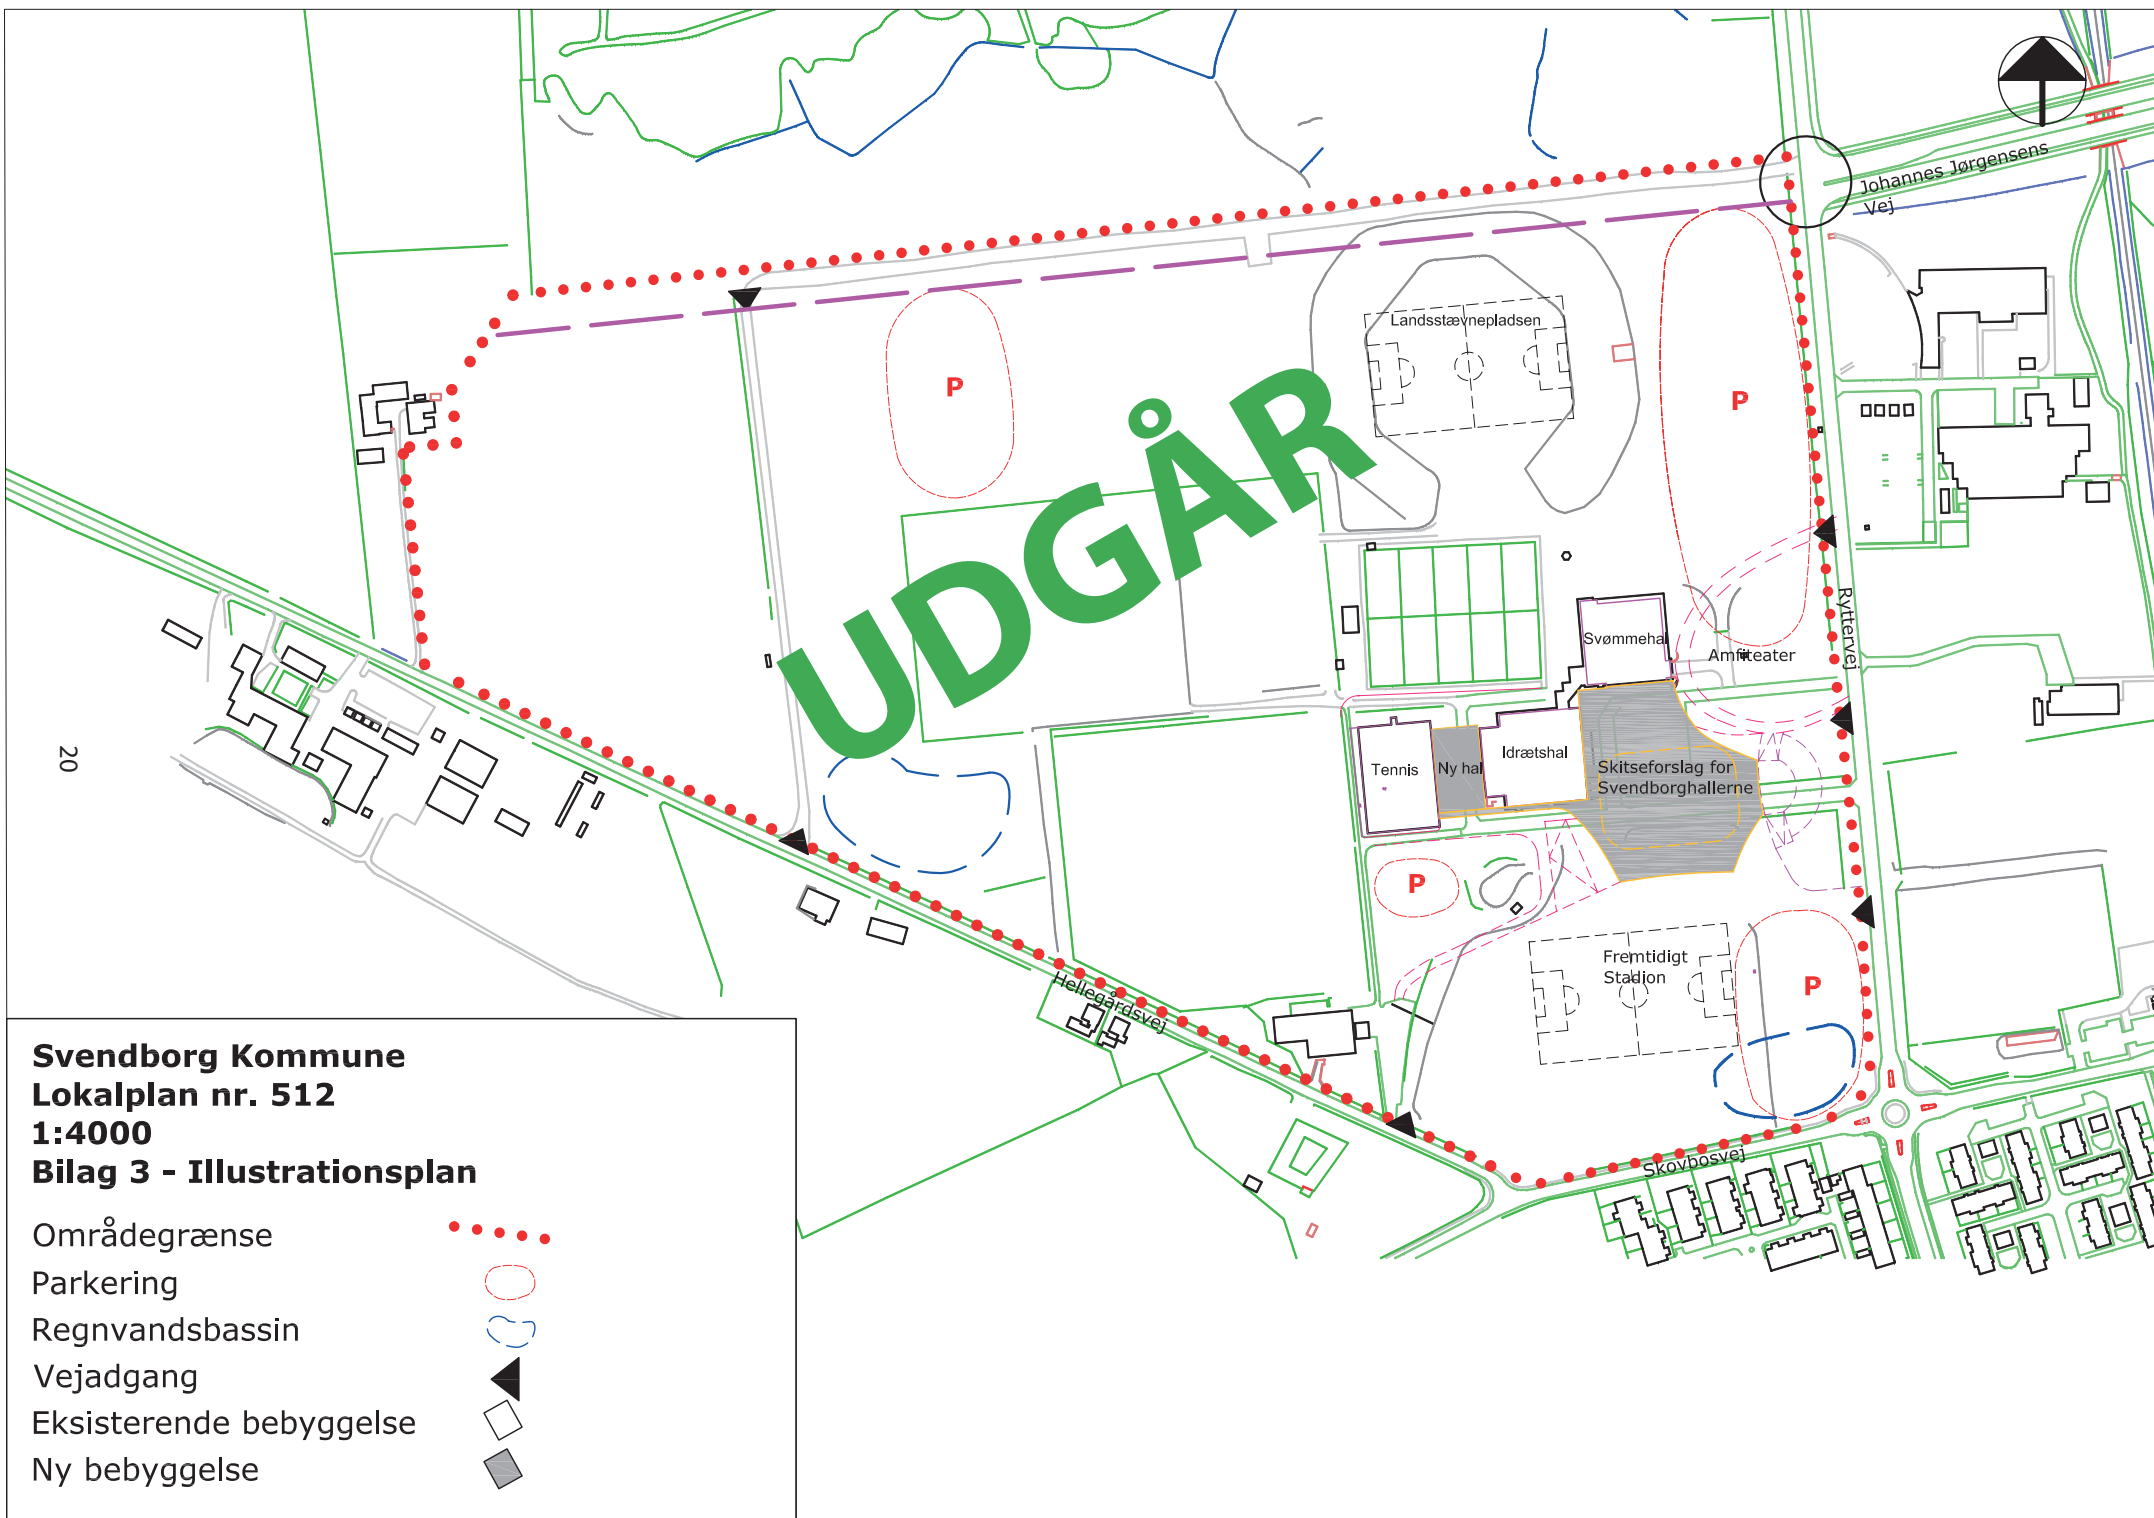 Johannes Jørgensens
Vej
Landsstævnepladsen
P
P
UDGÅR
Ryttervej
Svømmehal
Amfiteater
Idrætshal
Tennis
Ny hal
Skitseforslag for
Svendborghallerne
20
P
Fremtidigt
Stadion
P
Hellegårdsvej
Skovbosvej
Svendborg Kommune
Lokalplan nr. 512
1:4000
Bilag 3 - Illustrationsplan
Områdegrænse
Parkering
Regnvandsbassin
Vejadgang
Eksisterende bebyggelse
Ny bebyggelse